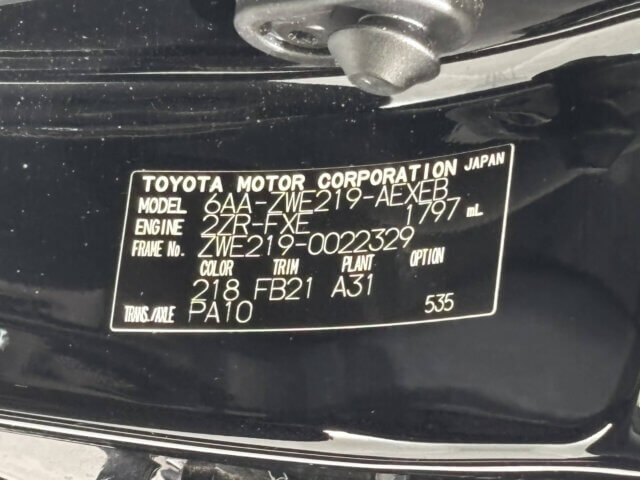 TOYOTA MOTOR CORPORATION JAPAN
MODEL 6AA-ZWE219-AEXEB
ENGINE 2ZR-FXE 1797 mL
FRAME No. ZWE219-0022329
COLOR TRIM PLANT OPTION
218 FB21 A31
TRANS./AXLE PA10 535